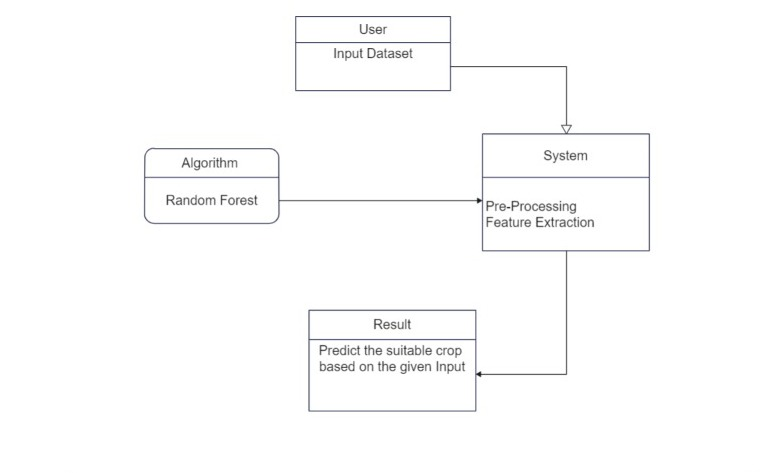 User
Input Dataset
Algorithm
Random Forest
System
Pre-Processing
Feature Extraction
Result
Predict the suitable crop
based on the given Input